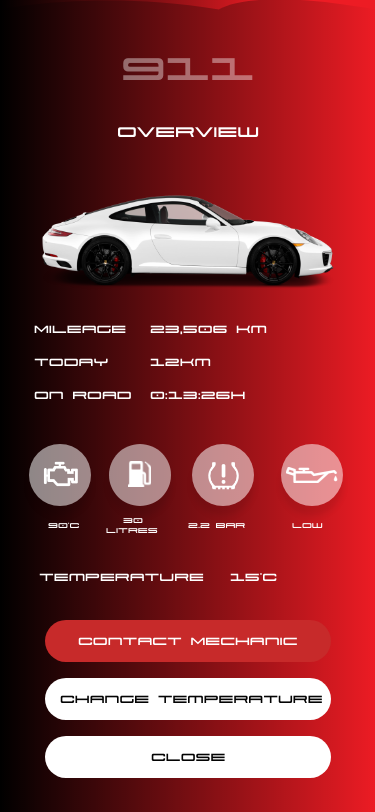 911
OVERVIEW
MILEAGE 23,506 KM
TODAY 12KM
ON ROAD 0:13:26H
90°C
30
LITRES
2.2 BAR
LOW
TEMPERATURE 15°C
CONTACT MECHANIC
CHANGE TEMPERATURE
CLOSE